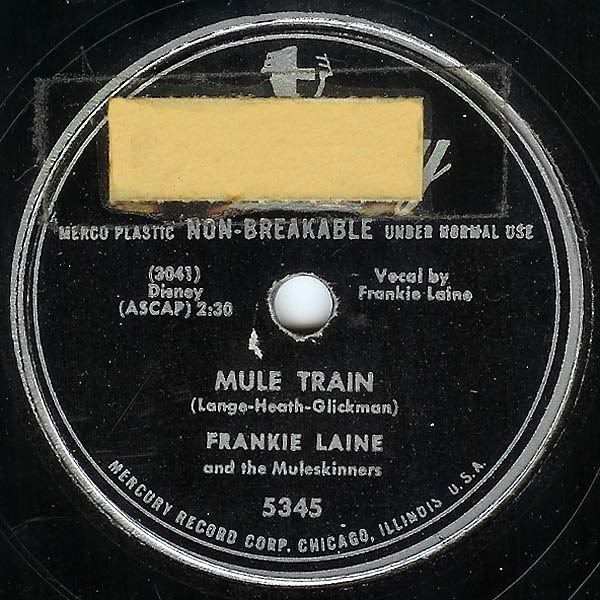 MERCO PLASTIC NON-BREAKABLE UNDER NORMAL USE
(3041)
Disney
(ASCAP) 2:30
Vocal by
Frankie Laine
MULE TRAIN
(Lange-Heath-Glickman)
FRANKIE LAINE
and the Muleskinners
5345
MERCURY RECORD CORP. CHICAGO, ILLINOIS U.S.A.